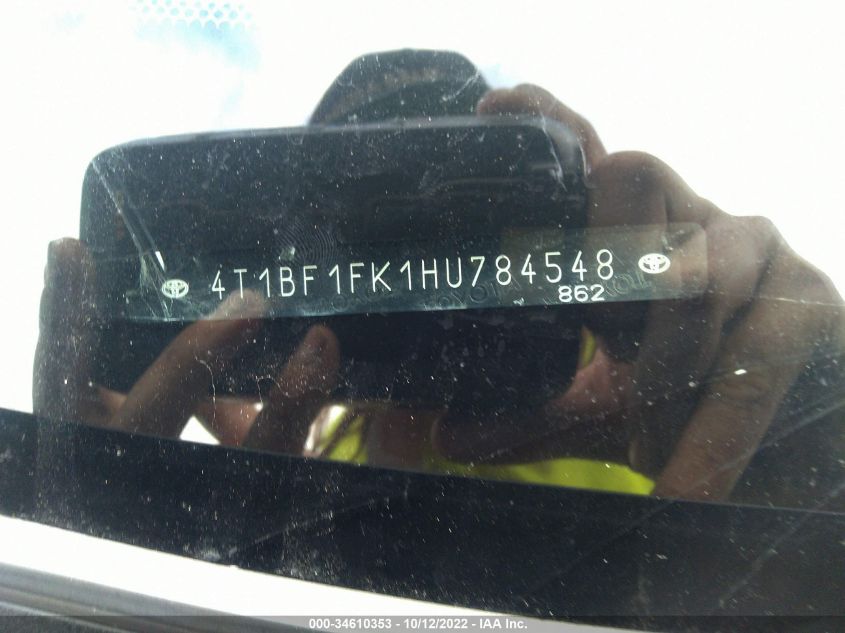 4T1BF1FK1HU784548
862
000-34610353 - 10/12/2022 - IAA Inc.